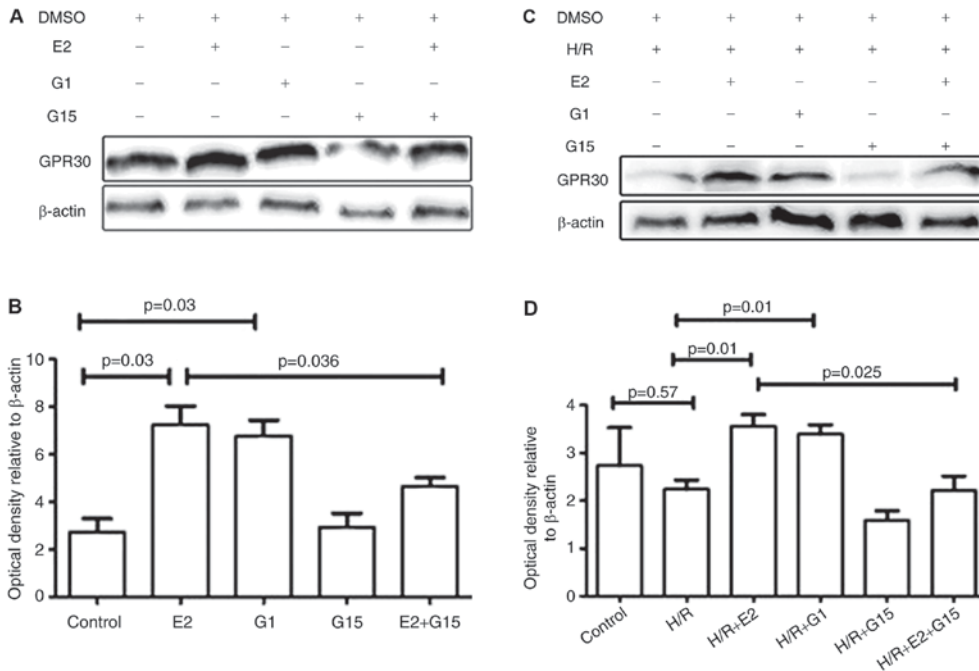 A
DMSO + + + + +
E2 − + − − +
G1 − − + − −
G15 − − − + +
GPR30
β-actin
B
p=0.03
p=0.03 p=0.036
Optical density relative to β-actin
10
8
6
4
2
0
Control E2 G1 G15 E2+G15
C
DMSO + + + + +
H/R + + + + +
E2 − + − − +
G1 − − + − −
G15 − − − + +
GPR30
β-actin
D
p=0.01
p=0.01
p=0.025
p=0.57
Optical density relative
to β-actin
4
3
2
1
0
Control H/R H/R+E2 H/R+G1 H/R+G15 H/R+E2+G15